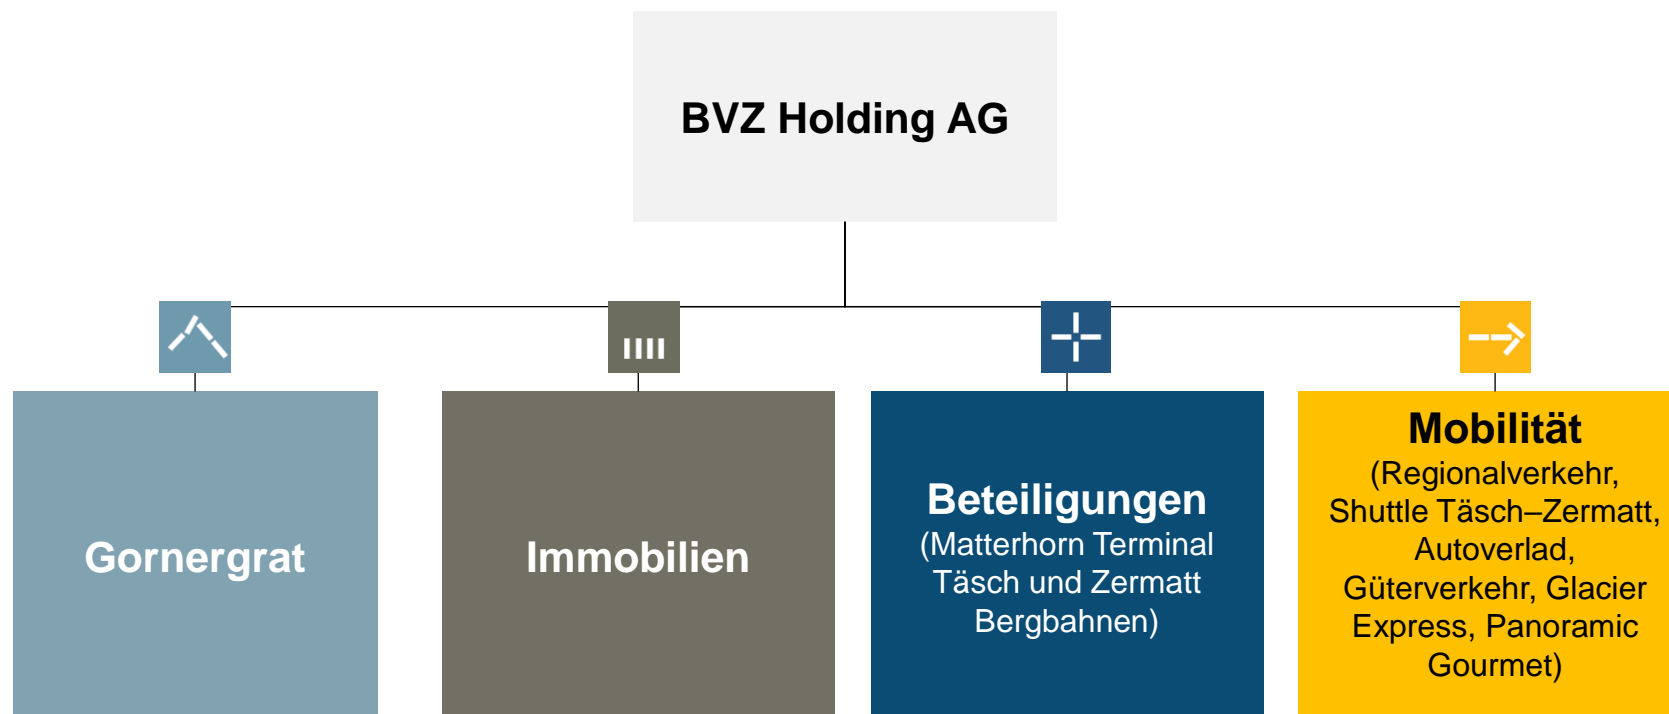 BVZ Holding AG
Gornergrat
Immobilien
Beteiligungen
(Matterhorn Terminal
Täsch und Zermatt
Bergbahnen)
Mobilität
(Regionalverkehr,
Shuttle Täsch–Zermatt,
Autoverlad,
Güterverkehr, Glacier
Express, Panoramic
Gourmet)